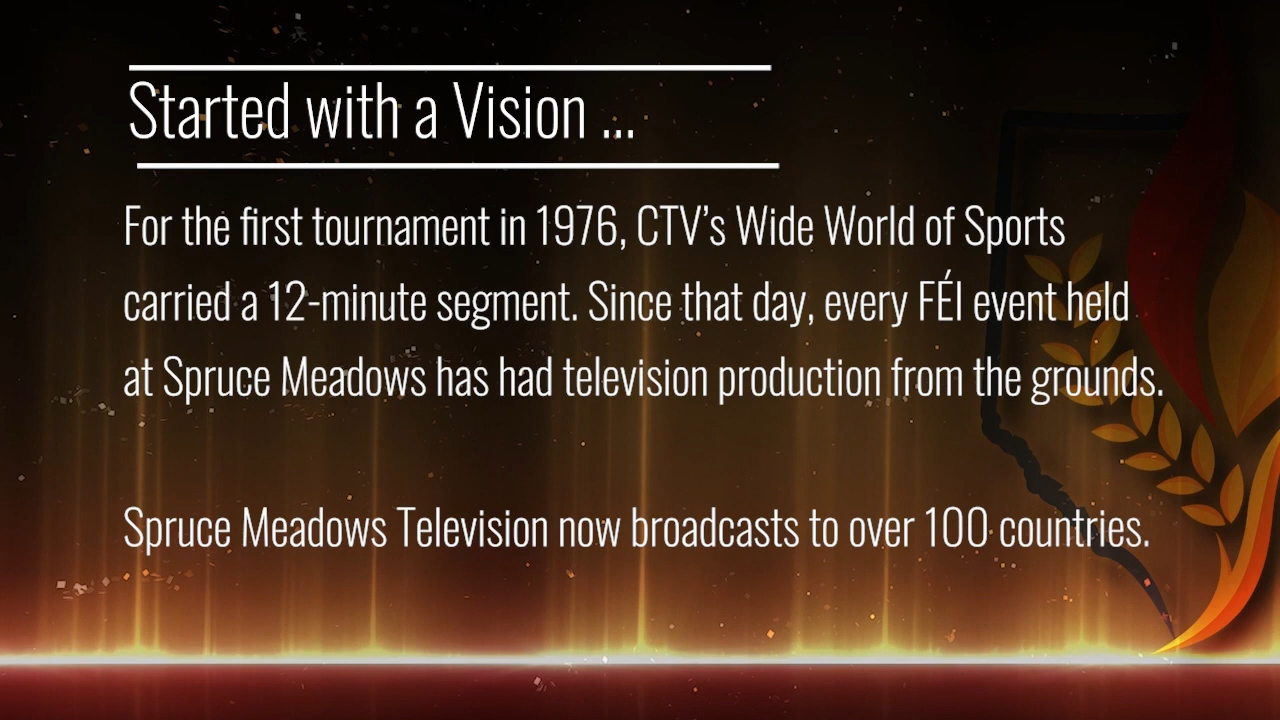 Started with a Vision ...
For the first tournament in 1976, CTV’s Wide World of Sports
carried a 12-minute segment. Since that day, every FÉI event held
at Spruce Meadows has had television production from the grounds.
Spruce Meadows Television now broadcasts to over 100 countries.